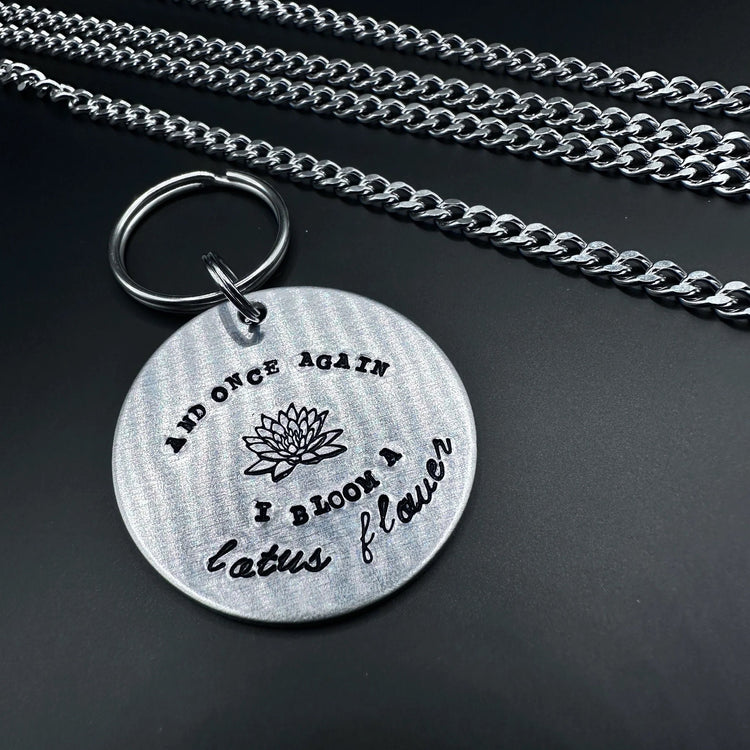 AND ONCE AGAIN
I BLOOM A
lotus flower